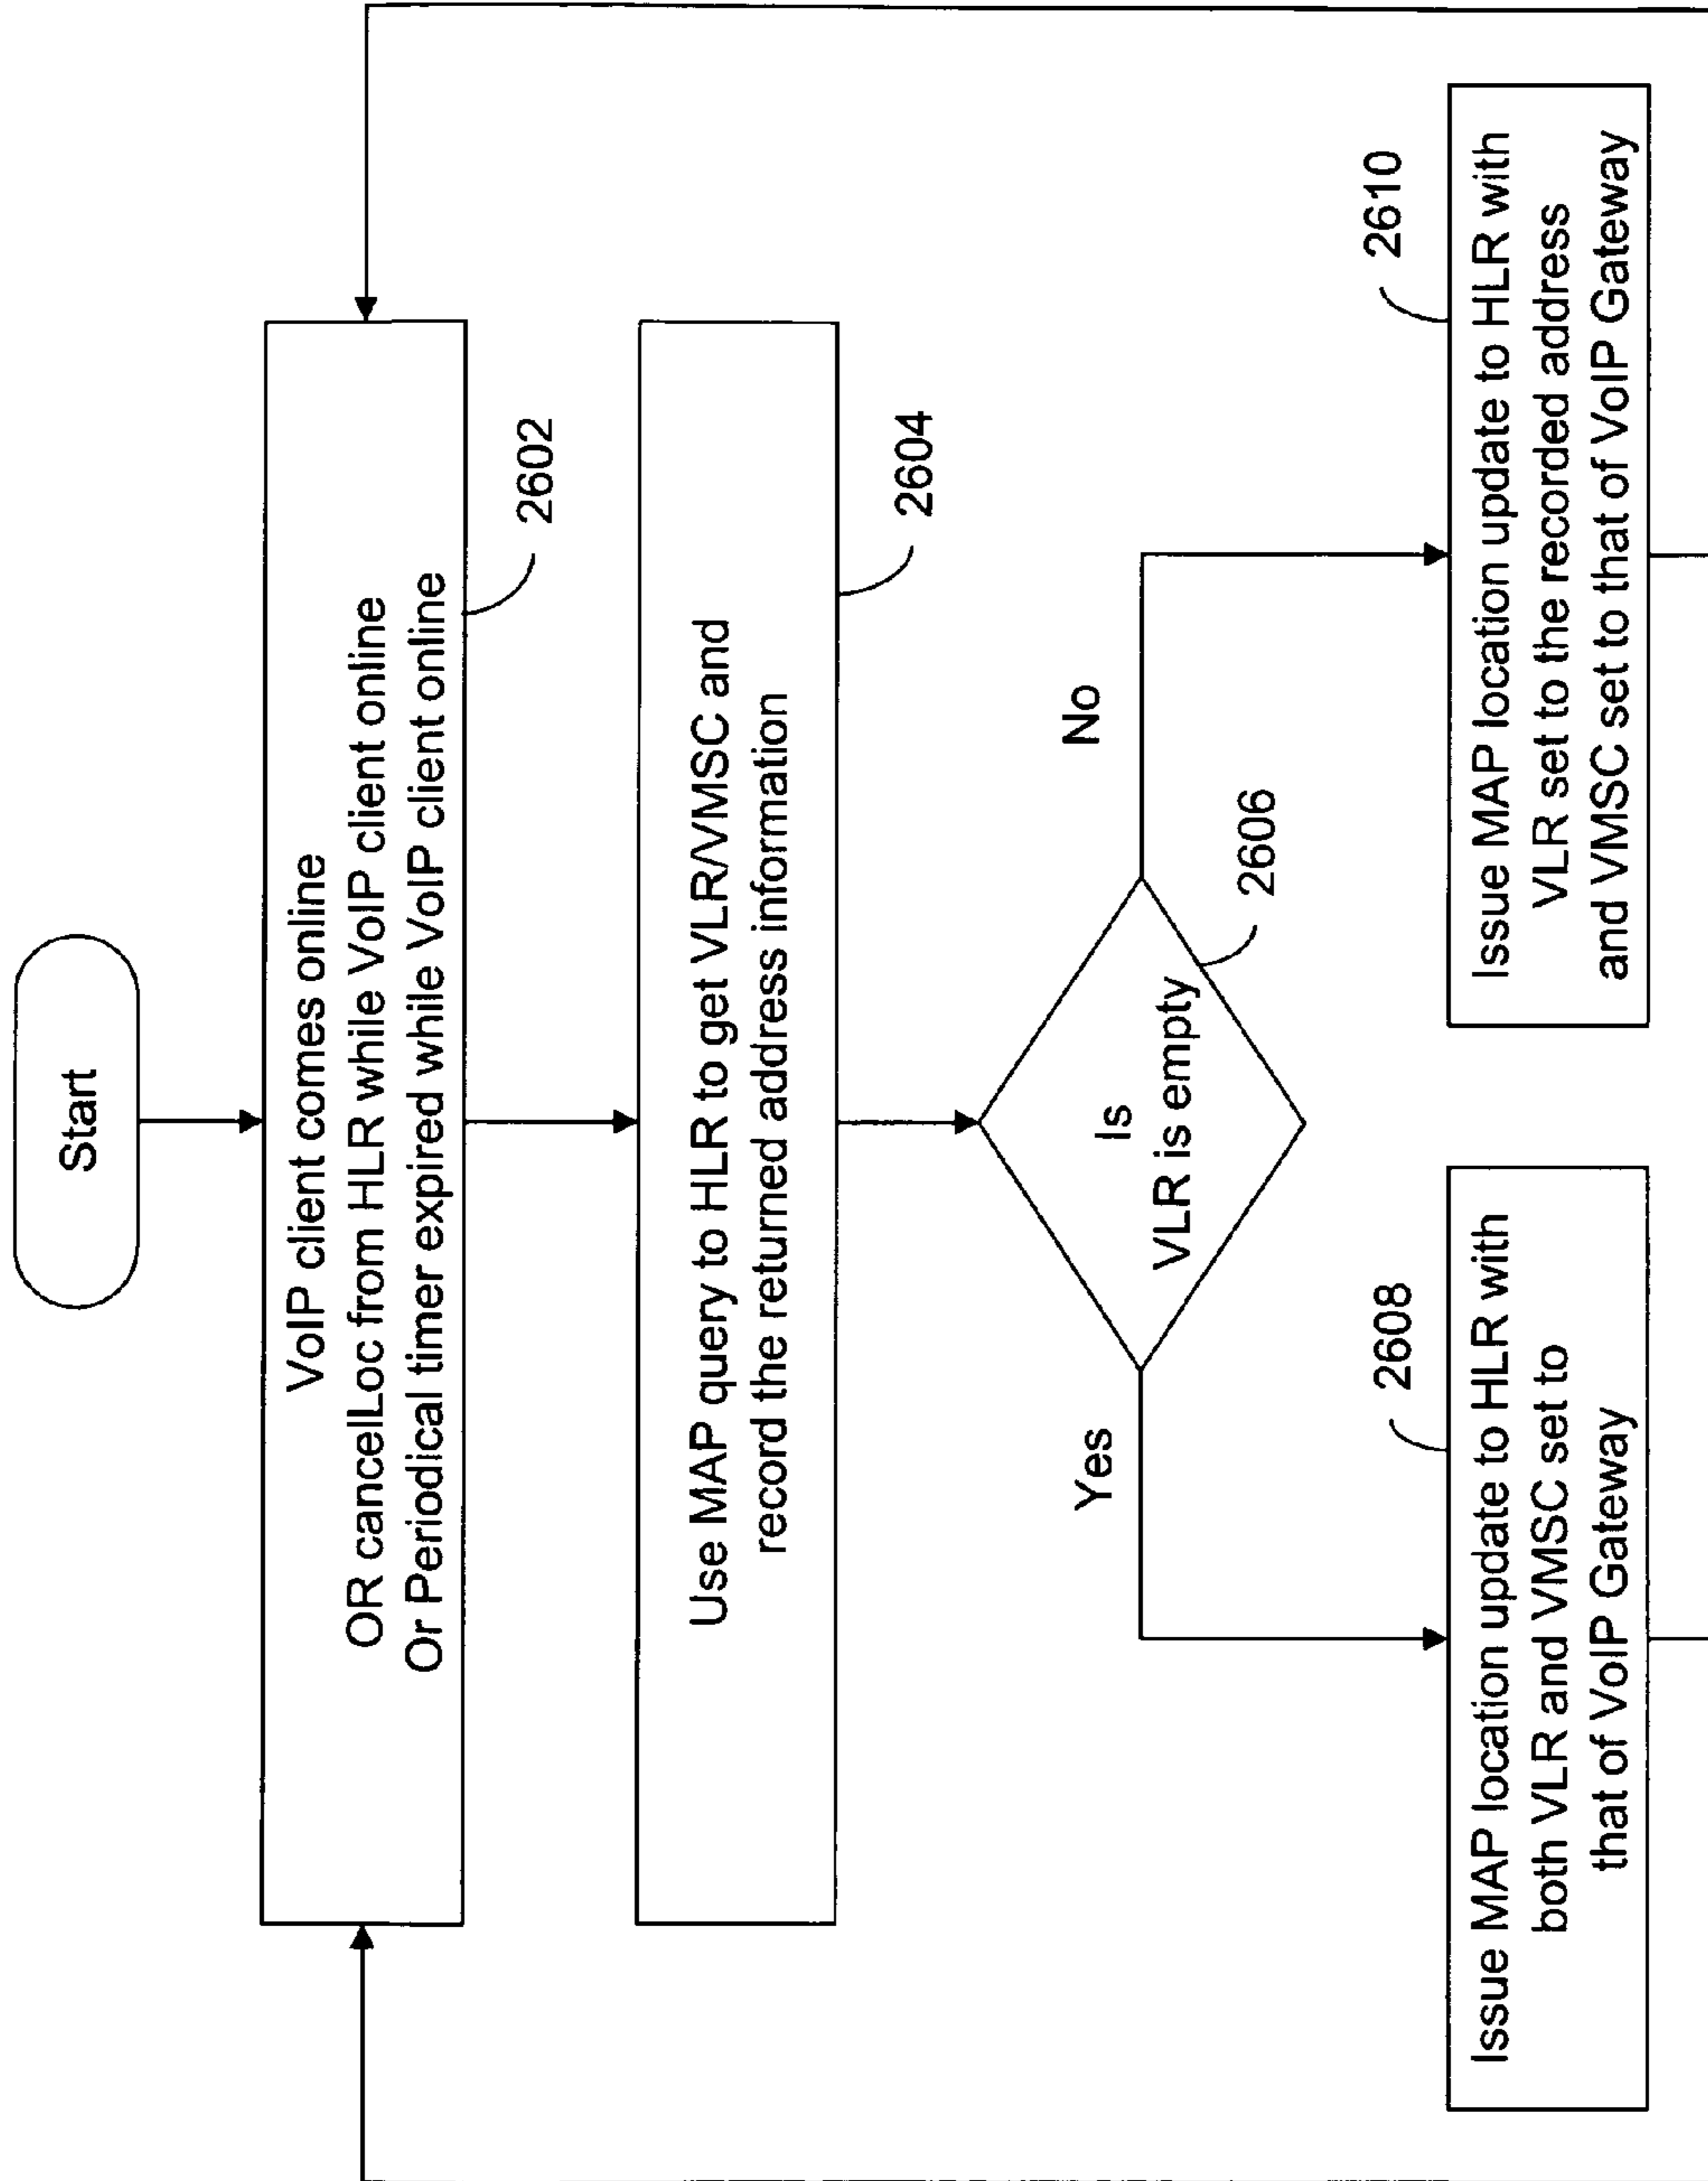 Start
VoIP client comes online
OR cancelLoc from HLR while VoIP client online
Or Periodical timer expired while VoIP client online
2602
Use MAP query to HLR to get VLR/VMSC and
record the returned address information
2604
Is
VLR is empty
2606
Yes
No
2608
Issue MAP location update to HLR with
both VLR and VMSC set to
that of VoIP Gateway
2610
Issue MAP location update to HLR with
VLR set to the recorded address
and VMSC set to that of VoIP Gateway